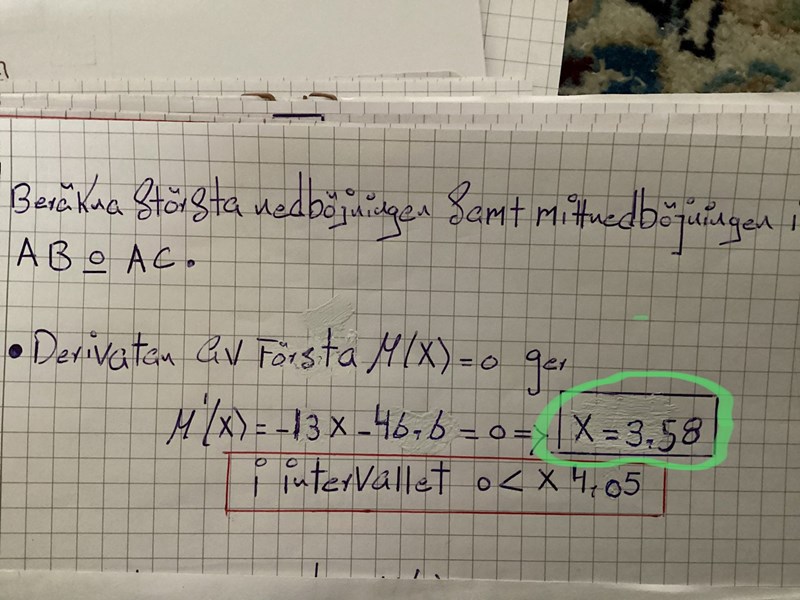 Beräkna största nedböjningen samt mittnedböjningen i
AB o AC.
• Derivatan av Första M(X)=0 ger
M'(X) = -13X - 46,6 = 0 => X = 3,58
i intervallet 0 < X 4,05